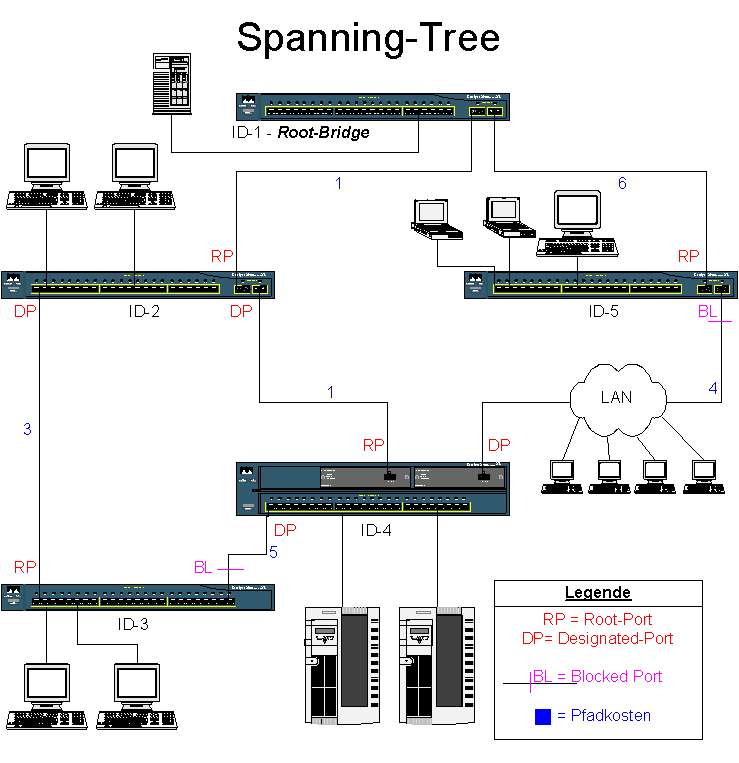 Spanning-Tree
ID-1 - Root-Bridge
1
6
RP
RP
DP
ID-2
DP
ID-5
BL
LAN
4
1
3
RP
DP
DP
ID-4
5
RP
BL
ID-3
Legende
RP = Root-Port
DP= Designated-Port
BL = Blocked Port
= Pfadkosten